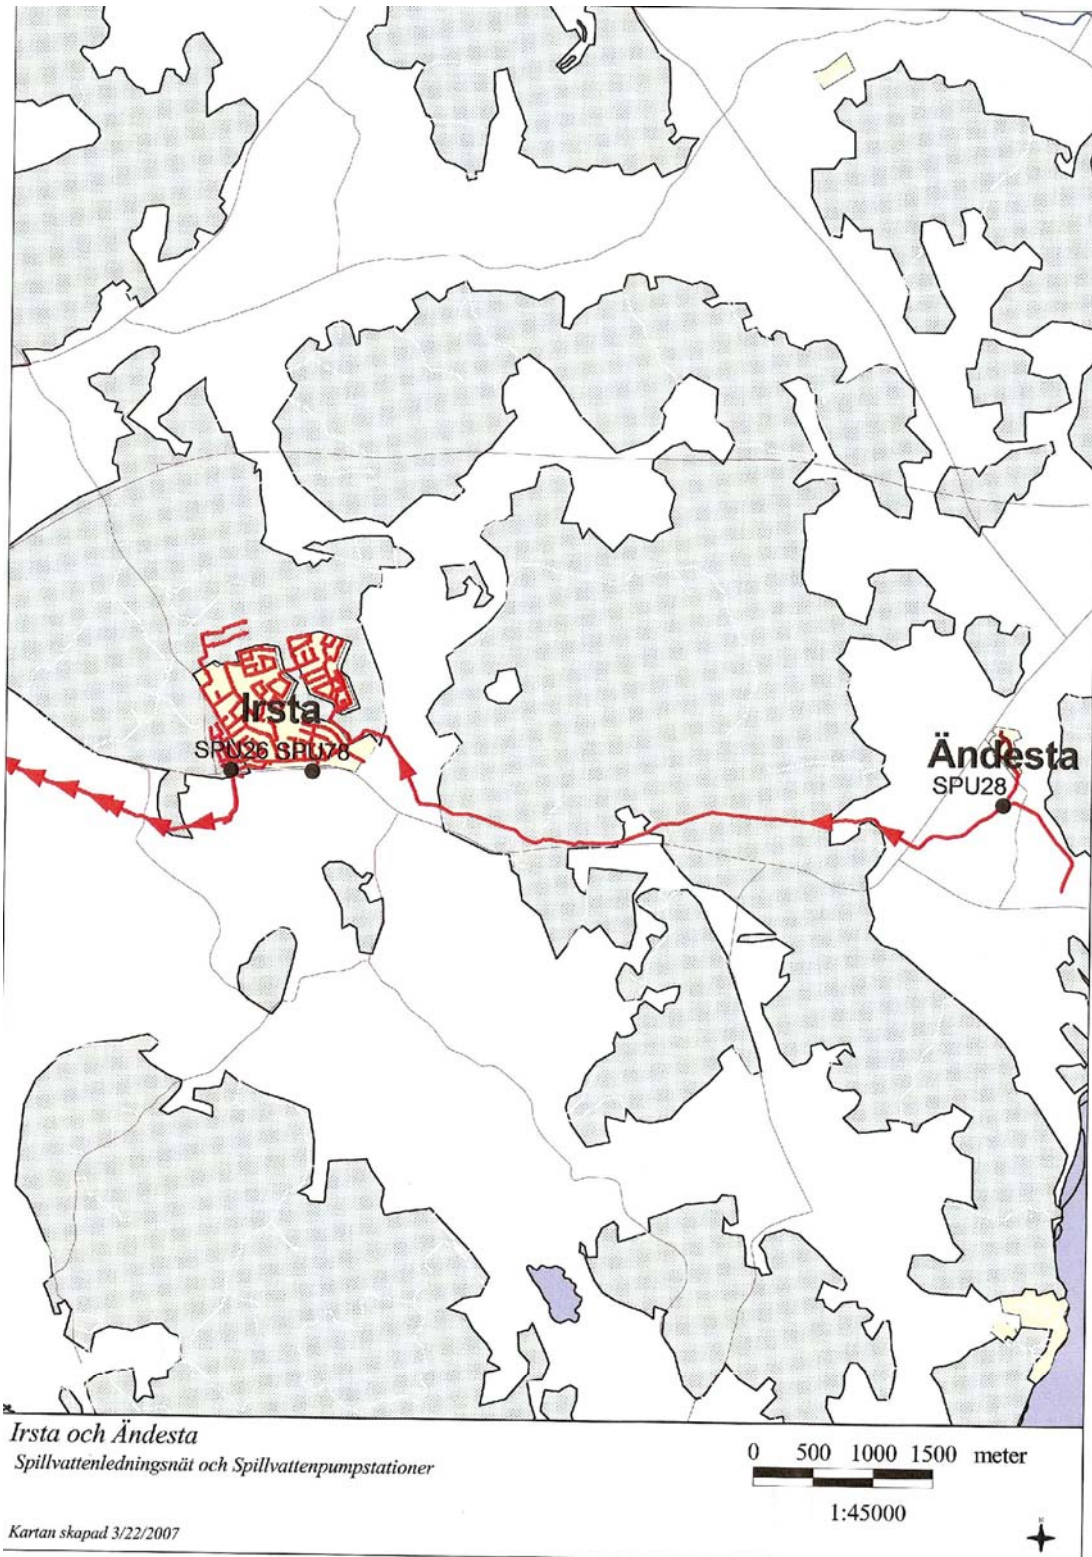 Irsta
SPU26 SPU78
Ändesta
SPU28
Irsta och Ändesta
Spillvattenledningsnät och Spillvattenpumpstationer
0 500 1000 1500 meter
1:45000
Kartan skapad 3/22/2007
N